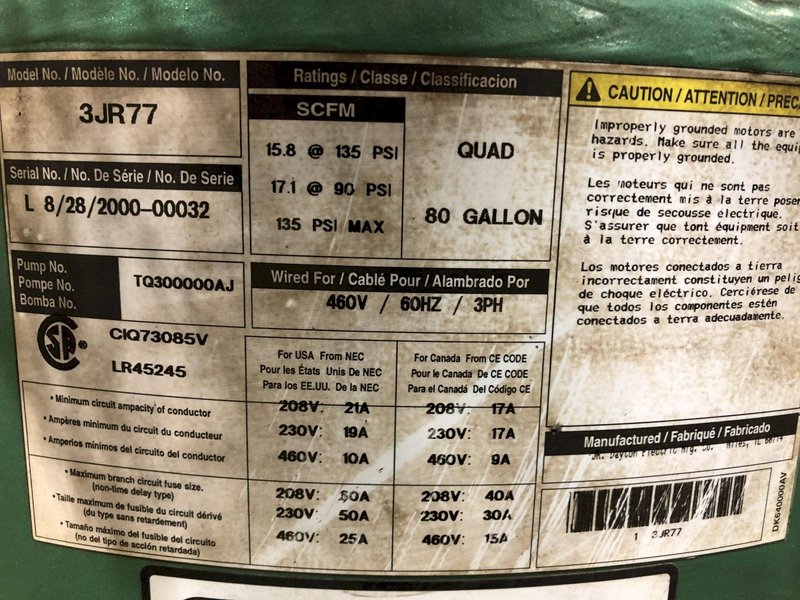 Model No. / Modèle No. / Modelo No.
3JR77
Serial No. / No. De Série / No. De Serie
L 8/28/2000-00032
Pump No.
Pompe No.
Bomba No.
TQ300000AJ
CIQ73085V
LR45245
Ratings / Classe / Classificacion
SCFM
15.8 @ 135 PSI
17.1 @ 90 PSI
135 PSI MAX
QUAD
80 GALLON
Wired For / Cablé Pour / Alambrado Por
460V / 60HZ / 3PH
For USA From NEC
Pour les États Unis De NEC
Para los EE.UU. De la NEC
For Canada From CE CODE
Pour le Canada De CE CODE
Para el Canadá Del Código CE
• Minimum circuit ampacity of conductor
• Ampères minimum du circuit du conducteur
• Amperios mínimos del circuito del conductor
208V: 21A
230V: 19A
460V: 10A
208V: 17A
230V: 17A
460V: 9A
• Maximum branch circuit fuse size.
(non-time delay type)
• Taille maximum de fusible du circuit dérivé
(du type sans retardement)
• Tamaño máximo del fusible del circuito
(no del tipo de acción retardada)
208V: 50A
230V: 50A
460V: 25A
208V: 40A
230V: 30A
460V: 15A
CAUTION / ATTENTION / PRECA
Improperly grounded motors are
hazards. Make sure all the equi
is properly grounded.
Les moteurs qui ne sont pas
correctement mis à la terre posen
risque de secousse electrique.
S'assurer que tont équipment soit
à la terre correctement.
Los motores conectados a tierra
incorrectament constituyen un pelig
de choque eléctrico. Cerciórese de
que todos los componentes estén
conectados a terra adecuadamente.
Manufactured / Fabriqué / Fabricado
Dayton Electric Mfg. Co. Niles, IL
1 3JR77
DK640000AV